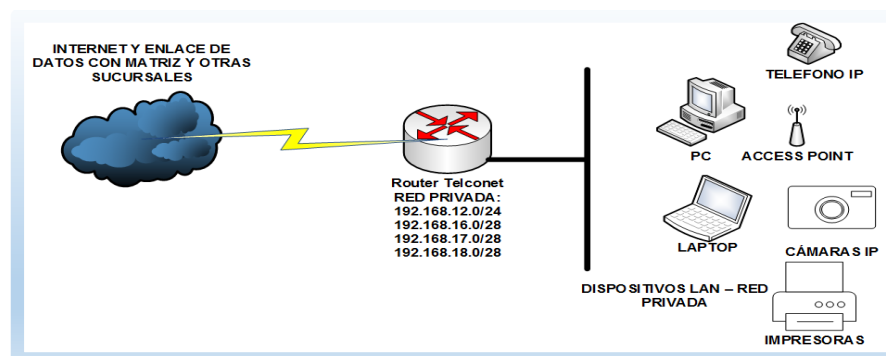 INTERNET Y ENLACE DE
DATOS CON MATRIZ Y OTRAS
SUCURSALES
TELEFONO IP
PC
ACCESS POINT
Router Telconet
RED PRIVADA:
192.168.12.0/24
192.168.16.0/28
192.168.17.0/28
192.168.18.0/28
LAPTOP
CÁMARAS IP
DISPOSITIVOS LAN – RED
PRIVADA
IMPRESORAS